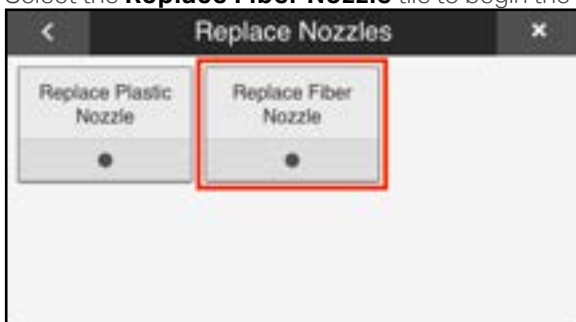 Select the Replace Fiber Nozzle tile to begin the
< Replace Nozzles ×
Replace Plastic Replace Fiber
Nozzle Nozzle